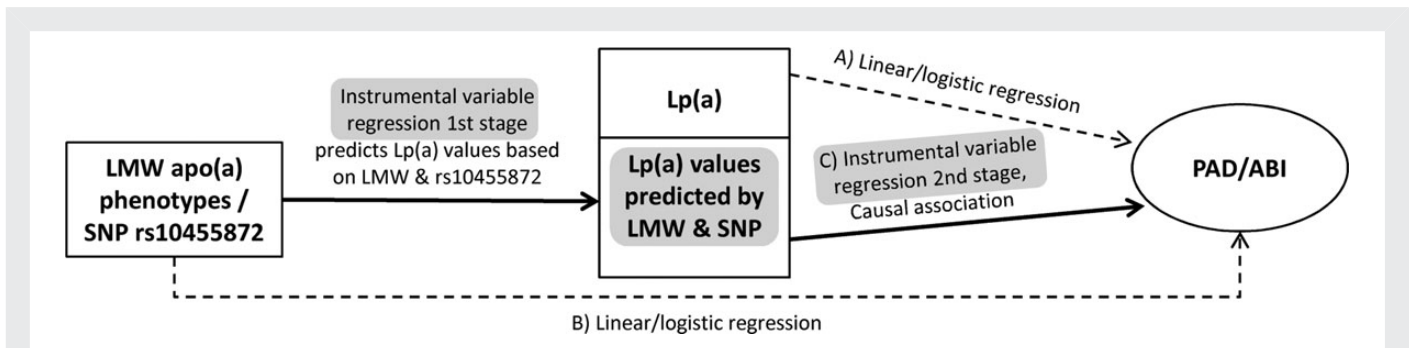 LMW apo(a)
phenotypes /
SNP rs10455872
Instrumental variable
regression 1st stage
predicts Lp(a) values based
on LMW & rs10455872
Lp(a)
Lp(a) values
predicted by
LMW & SNP
A) Linear/logistic regression
C) Instrumental variable
regression 2nd stage,
Causal association
PAD/ABI
B) Linear/logistic regression